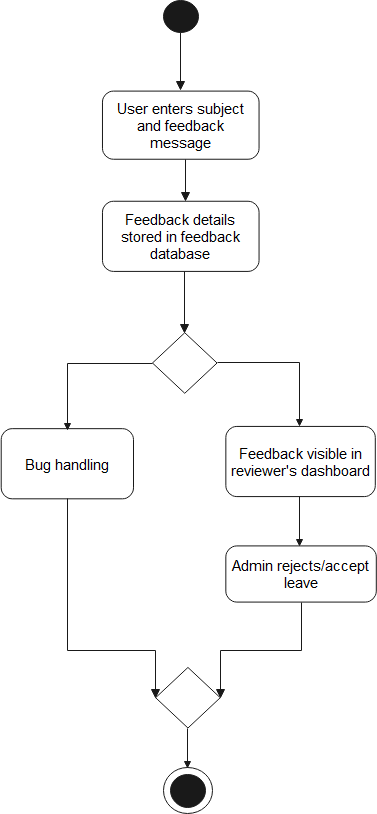 User enters subject
and feedback
message
Feedback details
stored in feedback
database
Bug handling
Feedback visible in
reviewer's dashboard
Admin rejects/accept
leave